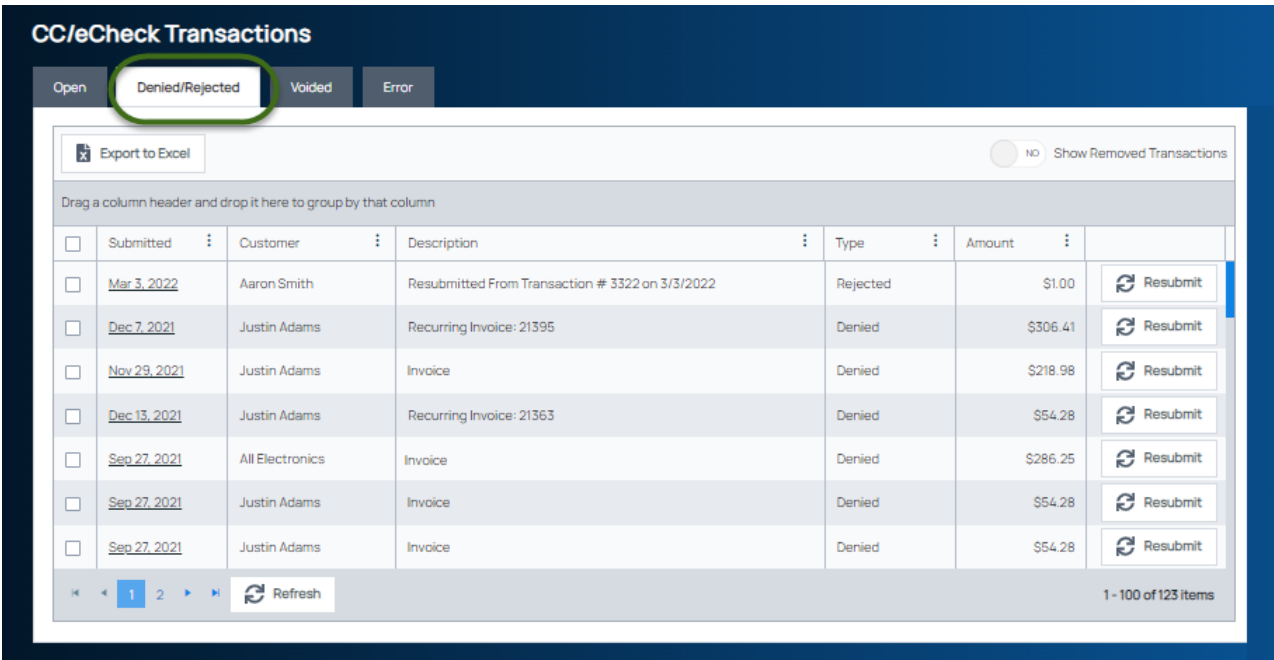 CC/eCheck Transactions
Open Denied/Rejected Voided Error
Export to Excel NO Show Removed Transactions
Drag a column header and drop it here to group by that column
Submitted Customer Description Type Amount
Mar 3, 2022 Aaron Smith Resubmitted From Transaction # 3322 on 3/3/2022 Rejected $1.00 Resubmit
Dec 7, 2021 Justin Adams Recurring Invoice: 21395 Denied $306.41 Resubmit
Nov 29, 2021 Justin Adams Invoice Denied $218.98 Resubmit
Dec 13, 2021 Justin Adams Recurring Invoice: 21363 Denied $54.28 Resubmit
Sep 27, 2021 All Electronics Invoice Denied $286.25 Resubmit
Sep 27, 2021 Justin Adams Invoice Denied $54.28 Resubmit
Sep 27, 2021 Justin Adams Invoice Denied $54.28 Resubmit
1 2 Refresh 1 - 100 of 123 items